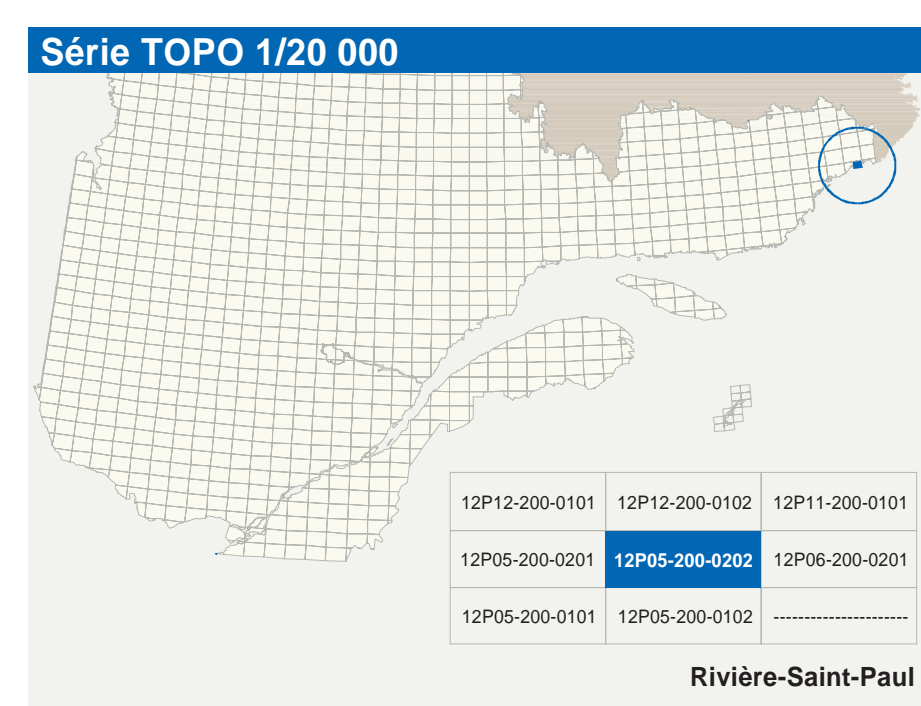 Série TOPO 1/20 000
12P12-200-0101 12P12-200-0102 12P11-200-0101
12P05-200-0201 12P05-200-0202 12P06-200-0201
12P05-200-0101 12P05-200-0102 ----------------------
Rivière-Saint-Paul